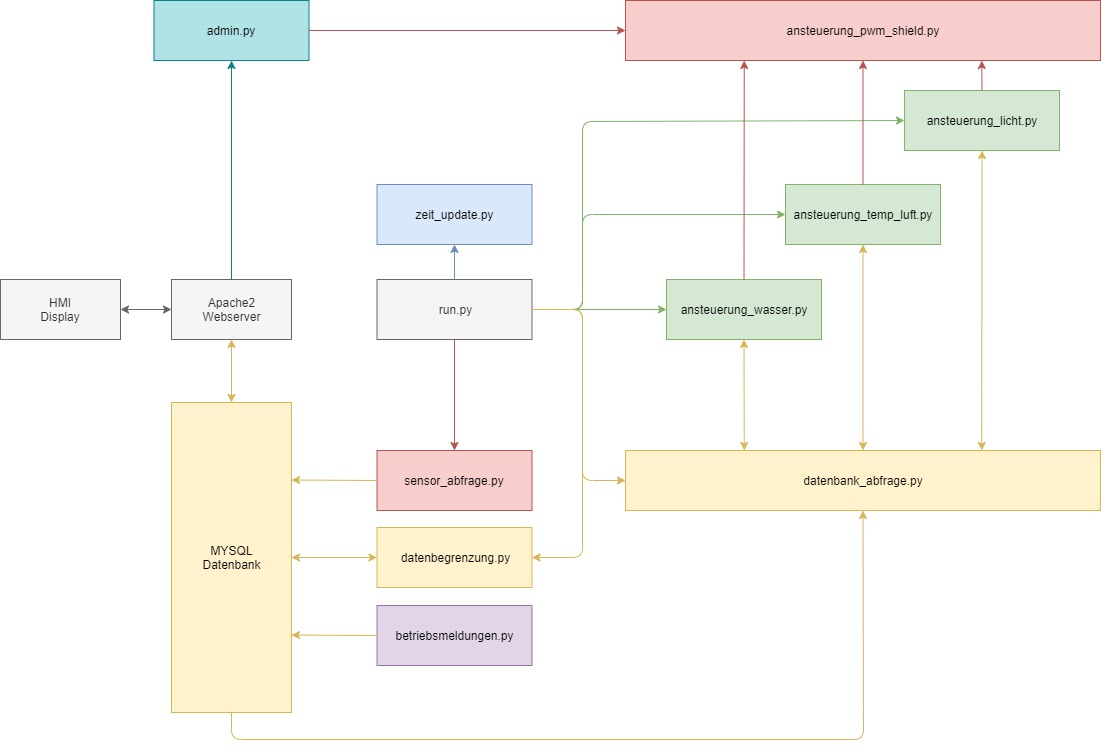 admin.py
ansteuerung_pwm_shield.py
ansteuerung_licht.py
zeit_update.py
ansteuerung_temp_luft.py
HMI
Display
Apache2
Webserver
run.py
ansteuerung_wasser.py
sensor_abfrage.py
datenbank_abfrage.py
MYSQL
Datenbank
datenbegrenzung.py
betriebsmeldungen.py